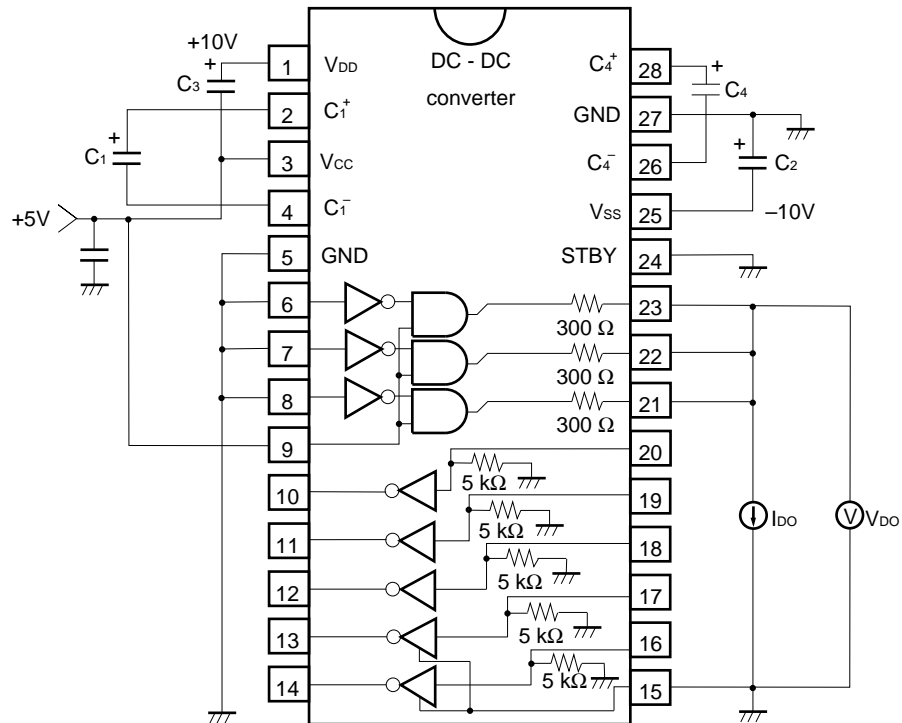 +10V
+
C3
1
VDD
DC - DC
converter
C4+
28
+
C4
2
C1+
GND
27
+
C1
3
VCC
C4−
26
+
C2
4
C1−
VSS
25
−10V
+5V
5
GND
STBY
24
6
23
300 Ω
7
22
300 Ω
8
21
300 Ω
9
20
5 kΩ
10
19
5 kΩ
11
18
5 kΩ
12
17
5 kΩ
13
16
5 kΩ
14
15
IDO
V
VDO